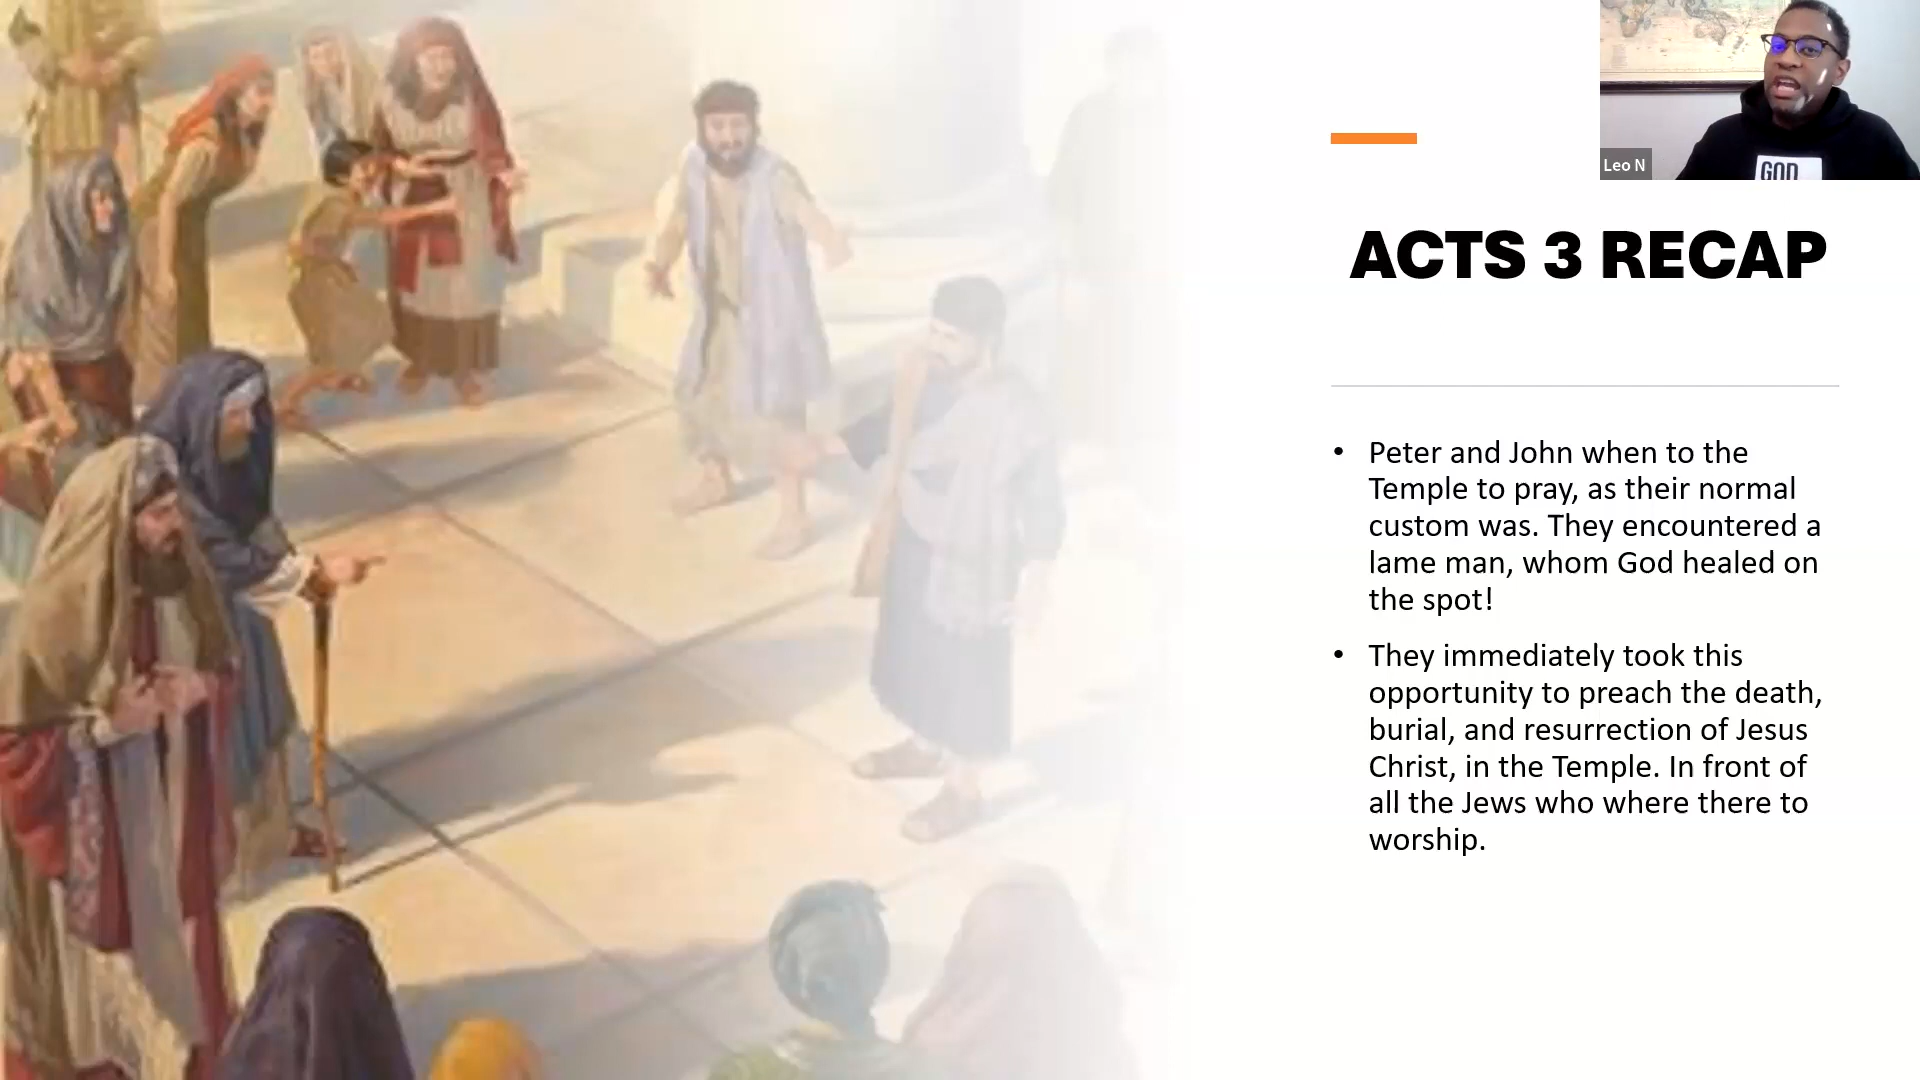 Leo N
GOD
ACTS 3 RECAP
• Peter and John when to the
Temple to pray, as their normal
custom was. They encountered a
lame man, whom God healed on
the spot!
• They immediately took this
opportunity to preach the death,
burial, and resurrection of Jesus
Christ, in the Temple. In front of
all the Jews who where there to
worship.